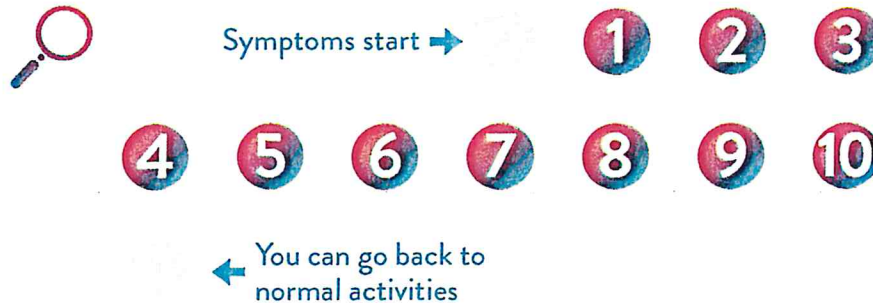 Symptoms start
1 2 3
4 5 6 7 8 9 10
You can go back to
normal activities